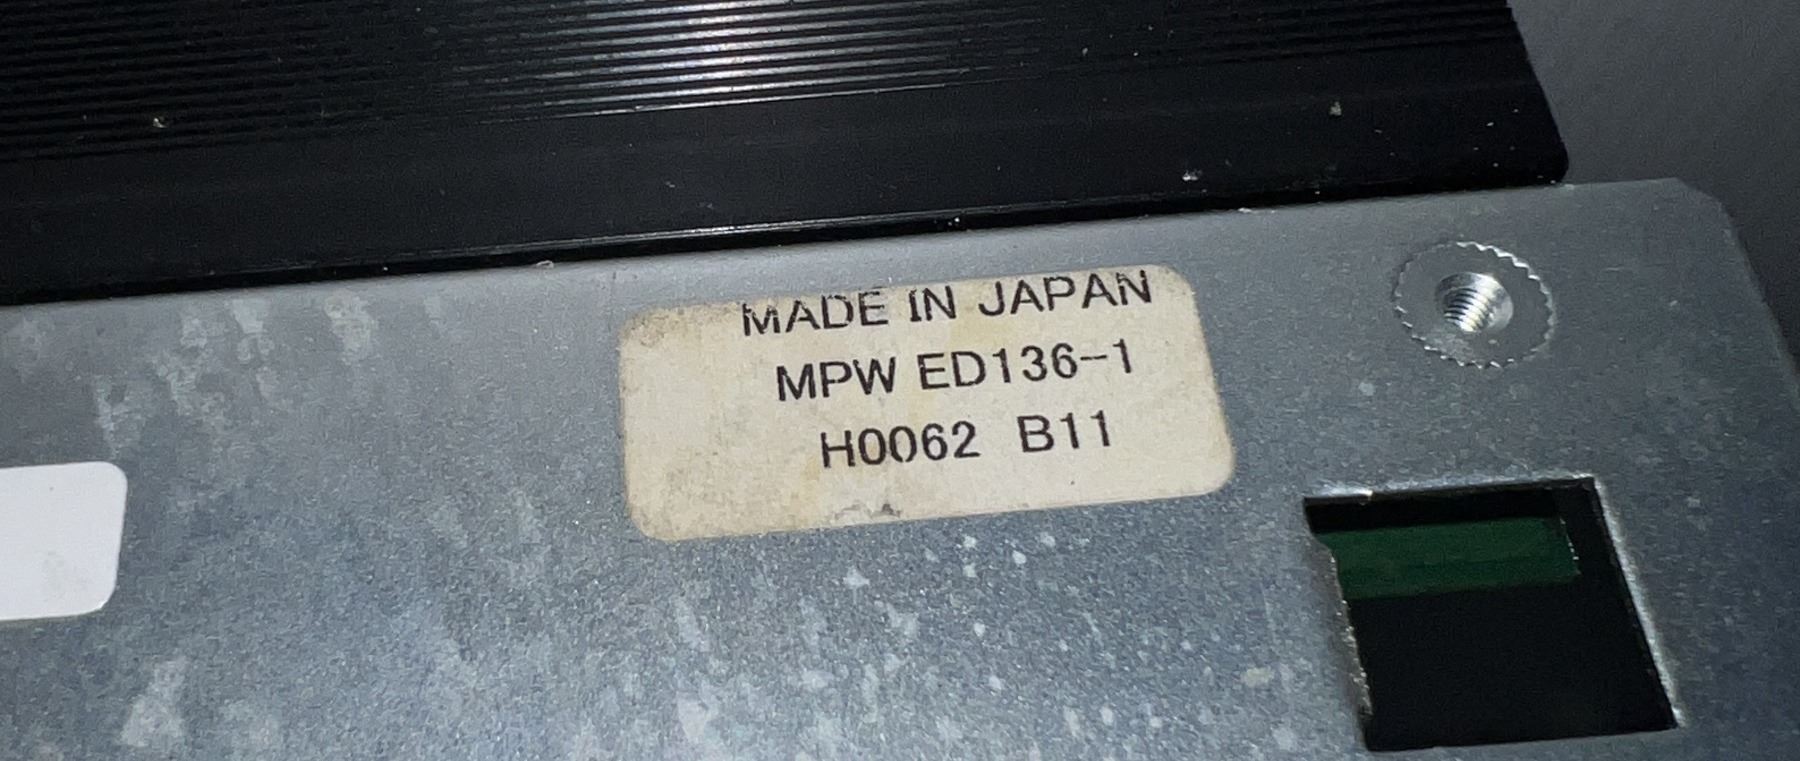 MADE IN JAPAN
MPW ED136-1
H0062 B11